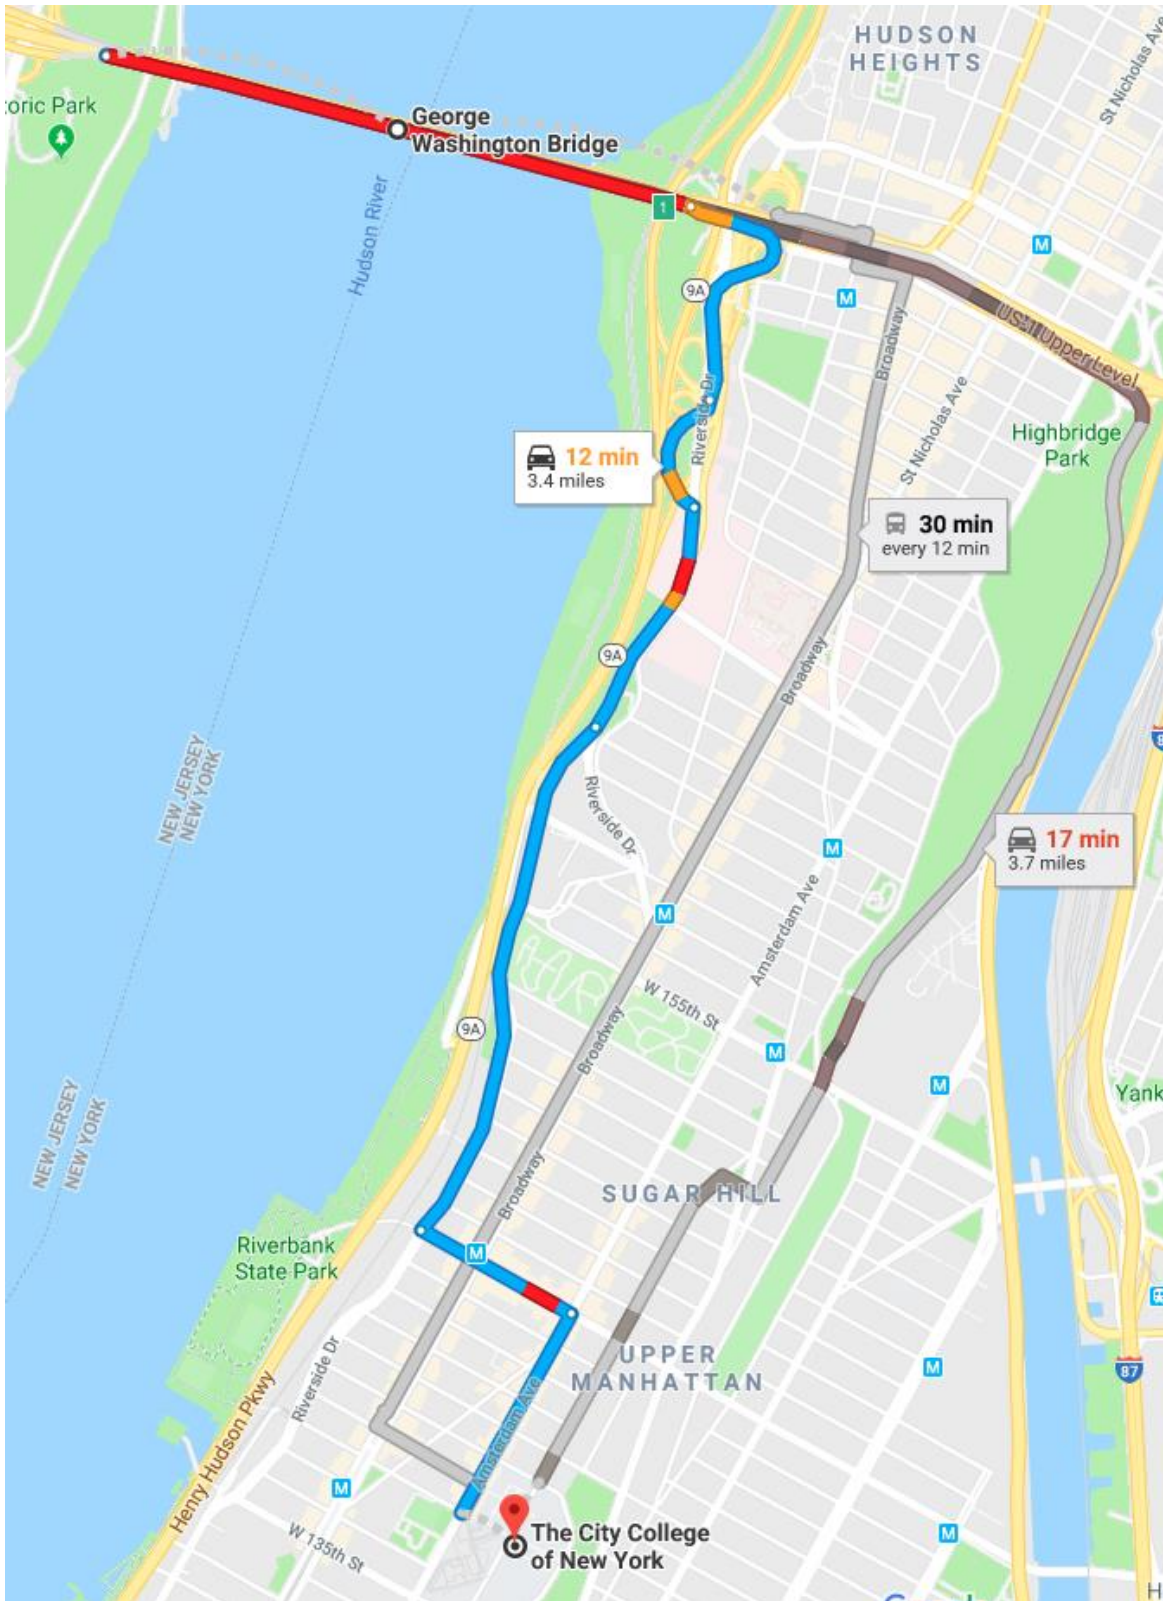 HUDSON
HEIGHTS
St Nicholas Ave
oric Park
George
Washington Bridge
1
Hudson River
M
9A
M
Broadway
US-1 Upper Level
Riverside Dr
St Nicholas Ave
Highbridge
Park
12 min
3.4 miles
30 min
every 12 min
9A
Broadway
NEW JERSEY
NEW YORK
Riverside Dr
17 min
3.7 miles
M
Amsterdam Ave
M
W 155th St
9A
Broadway
M
M
Yank
NEW JERSEY
NEW YORK
Broadway
SUGAR HILL
M
Riverbank
State Park
UPPER
MANHATTAN
M
87
Riverside Dr
Henry Hudson Pkwy
Amsterdam Ave
M
W 135th St
The City College
of New York
M
H